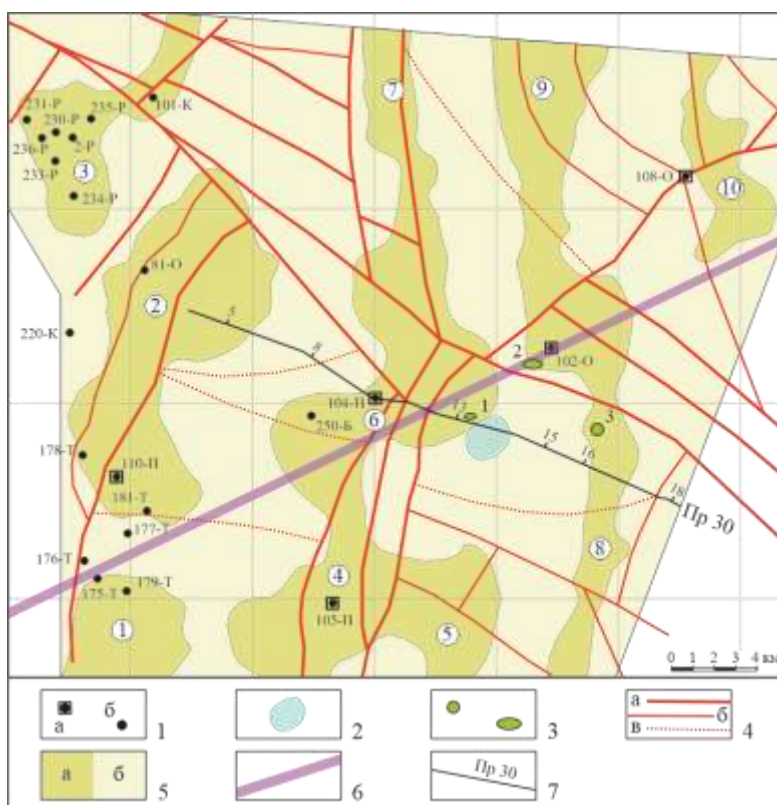 7
9
231-Р
230-Р
235-Р
101-К
236-Р
2-Р
233-Р
3
234-Р
108-О
10
81-О
2
5
220-К
8
2
102-О
104-П
12
1
6
250-Б
3
15
16
178-Т
110-П
181-Т
18
Пр 30
177-Т
176-Т
8
175-Т
179-Т
4
105-П
1
5
0 1 2 3 4 км
а б 1
2
3
а
б
в
4
а б 5
6
Пр 30 7